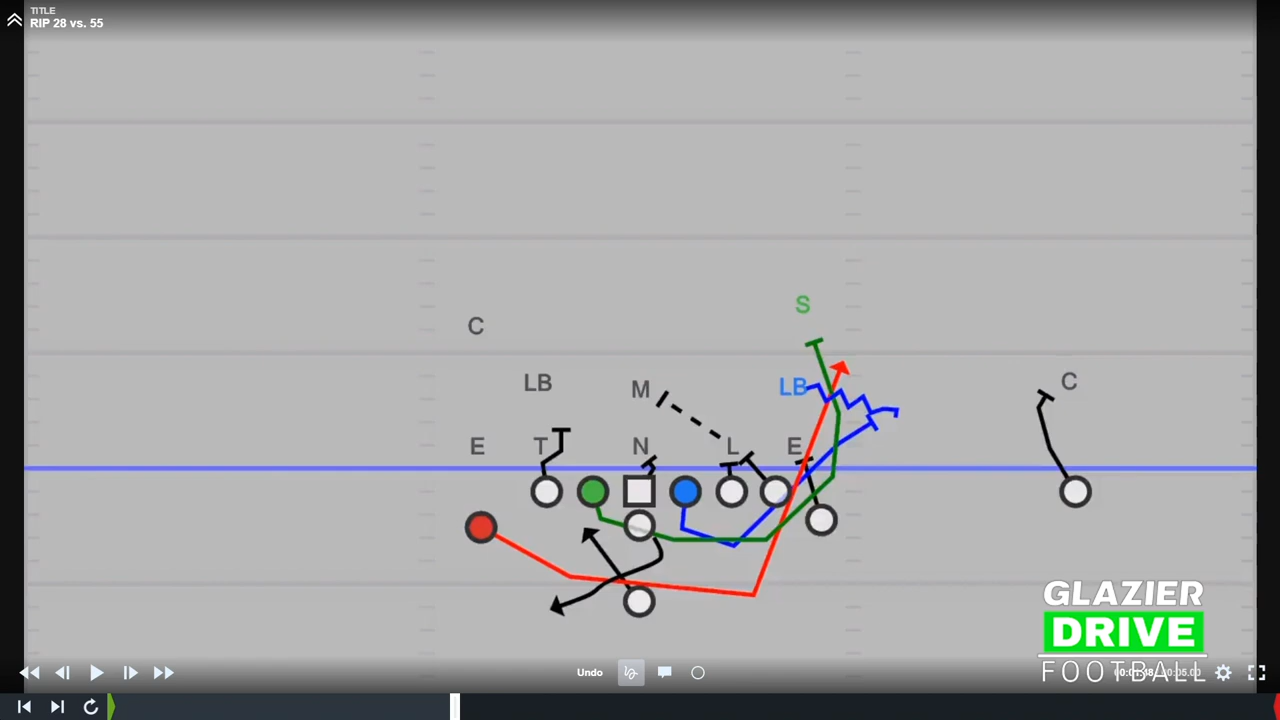 TITLE
RIP 28 vs. 55
S
C
LB
M
LB
C
E
T
N
L
E
GLAZIER
DRIVE
FOOTBALL
Undo